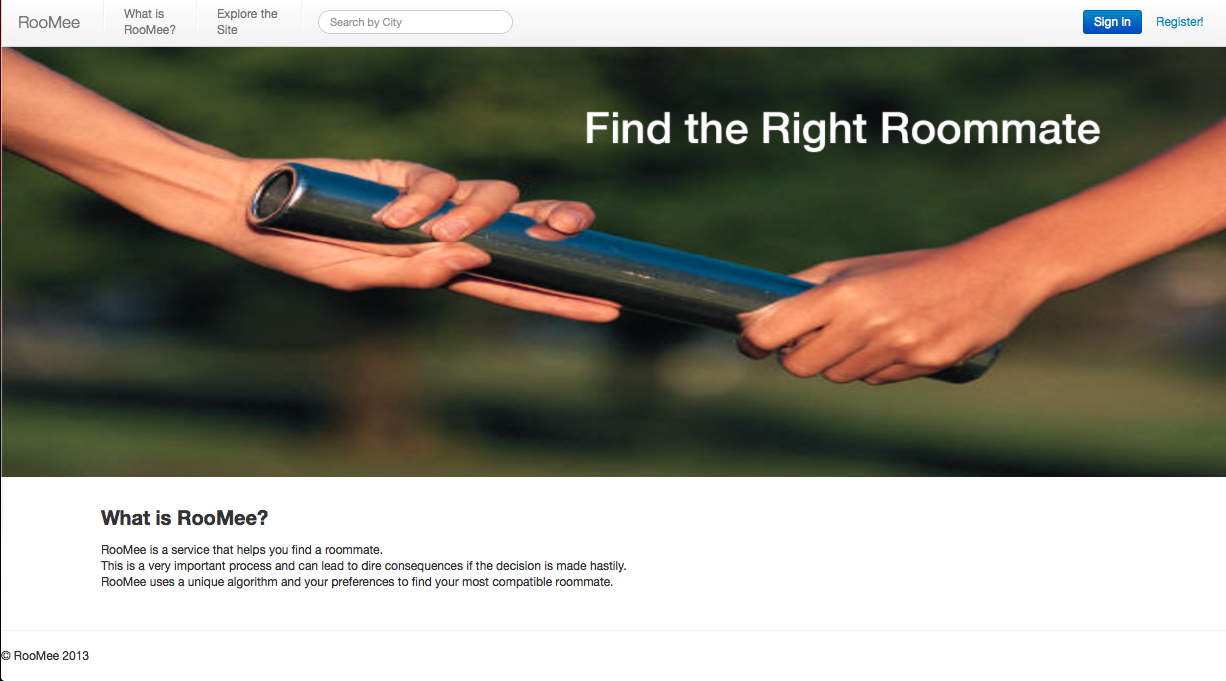 RooMee
What is
RooMee?
Explore the
Site
Search by City
Sign in
Register!
Find the Right Roommate
What is RooMee?
RooMee is a service that helps you find a roommate.
This is a very important process and can lead to dire consequences if the decision is made hastily.
RooMee uses a unique algorithm and your preferences to find your most compatible roommate.
© RooMee 2013